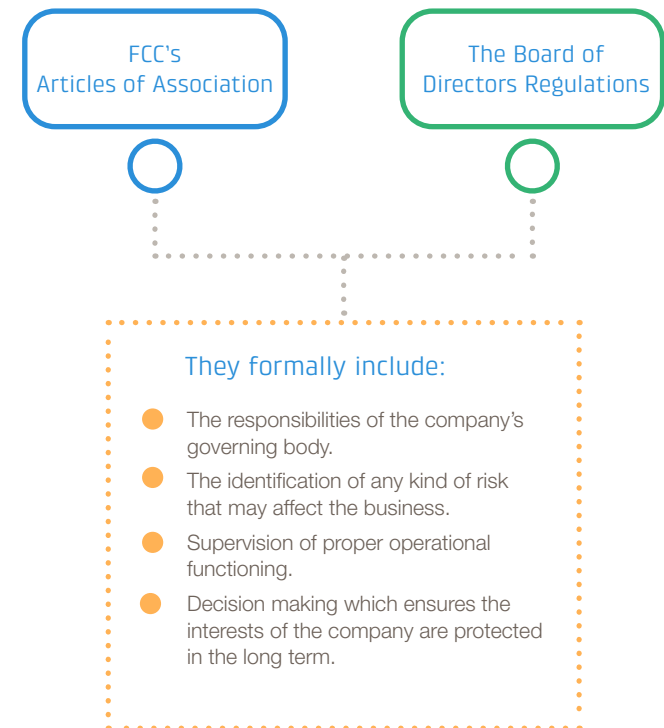 FCC's
Articles of Association
The Board of
Directors Regulations
They formally include:
The responsibilities of the company's
governing body.
The identification of any kind of risk
that may affect the business.
Supervision of proper operational
functioning.
Decision making which ensures the
interests of the company are protected
in the long term.